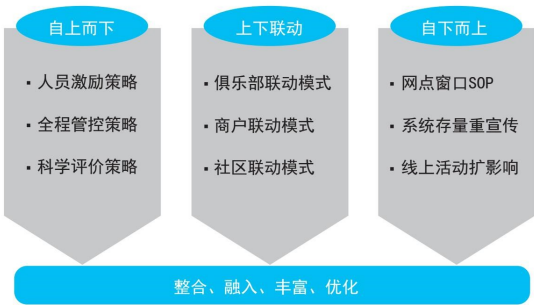 自上而下
▪ 人员激励策略
▪ 全程管控策略
▪ 科学评价策略
上下联动
▪ 俱乐部联动模式
▪ 商户联动模式
▪ 社区联动模式
自下而上
▪ 网点窗口SOP
▪ 系统存量重宣传
▪ 线上活动扩影响
整合、融入、丰富、优化